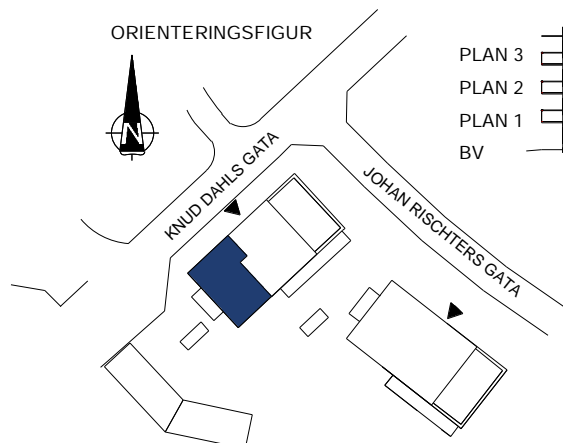 ORIENTERINGSFIGUR
PLAN 3
PLAN 2
PLAN 1
BV
N
KNUD DAHLS GATA
JOHAN RISCHTERS GATA